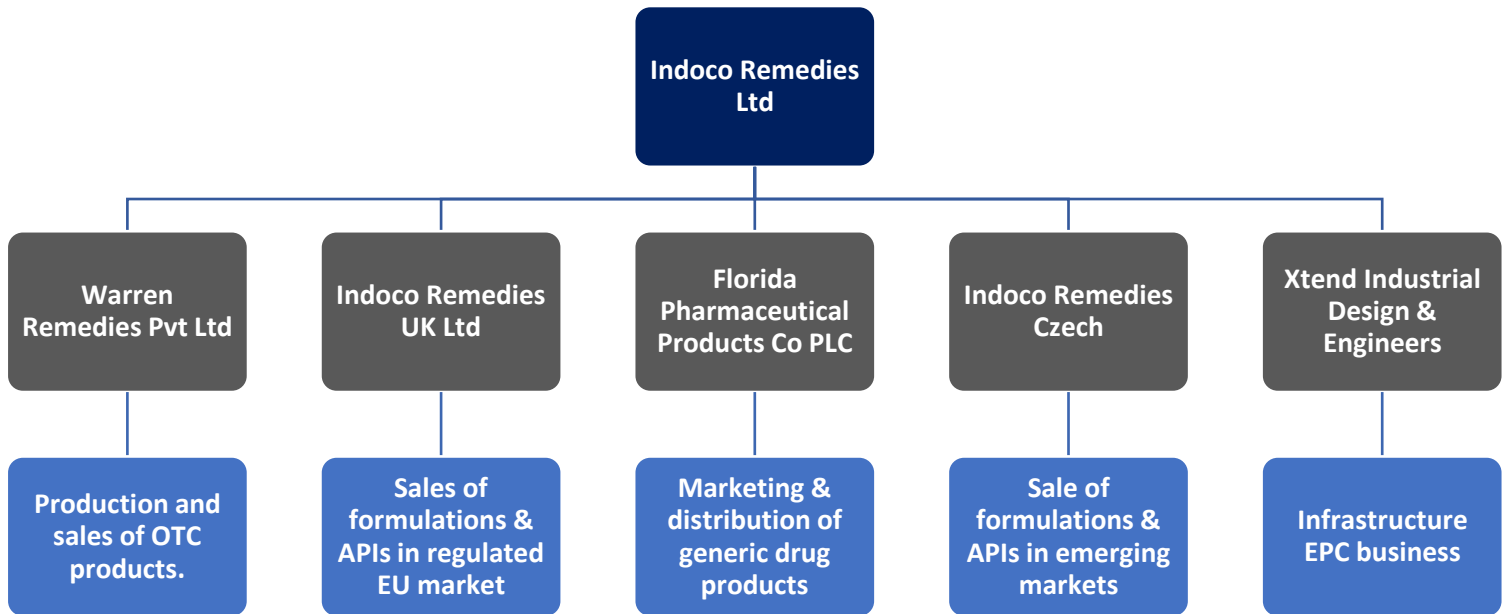 Indoco Remedies
Ltd
Warren
Remedies Pvt Ltd
Indoco Remedies
UK Ltd
Florida
Pharmaceutical
Products Co PLC
Indoco Remedies
Czech
Xtend Industrial
Design &
Engineers
Production and
sales of OTC
products.
Sales of
formulations &
APIs in regulated
EU market
Marketing &
distribution of
generic drug
products
Sale of
formulations &
APIs in emerging
markets
Infrastructure
EPC business